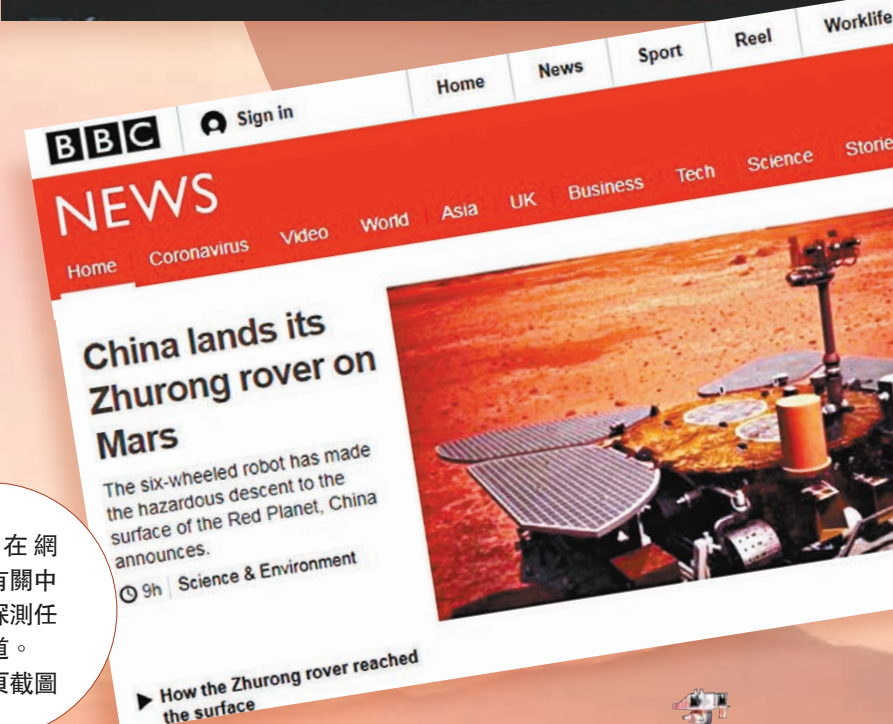 BBC
Sign in
Home News Sport Reel Worklife
NEWS
Home Coronavirus Video World Asia UK Business Tech Science Storie
China lands its
Zhurong rover on
Mars
The six-wheeled robot has made
the hazardous descent to the
surface of the Red Planet, China
announces.
9h Science & Environment
How the Zhurong rover reached
the surface
在網
有關中
探測任
道。
頁截圖